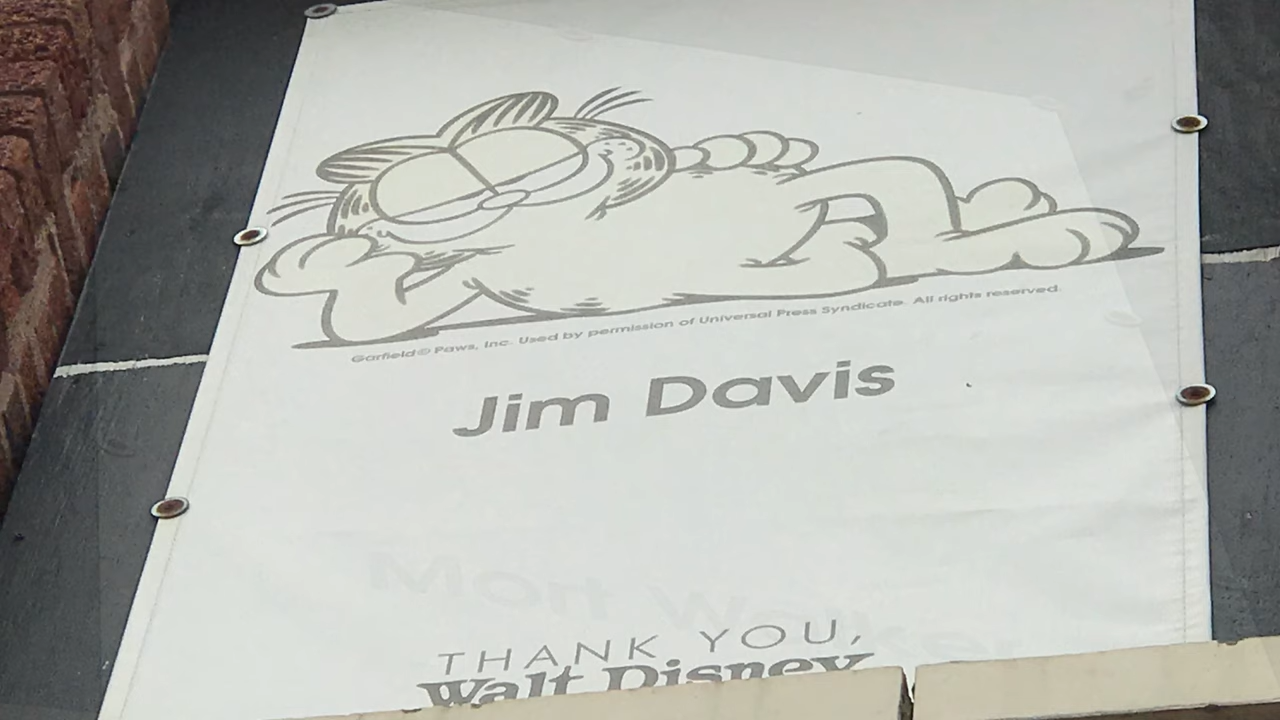 Garfield© Paws, Inc. Used by permission of Universal Press Syndicate. All rights reserved.
Jim Davis
Mort Walker
THANK YOU,
Walt Disney